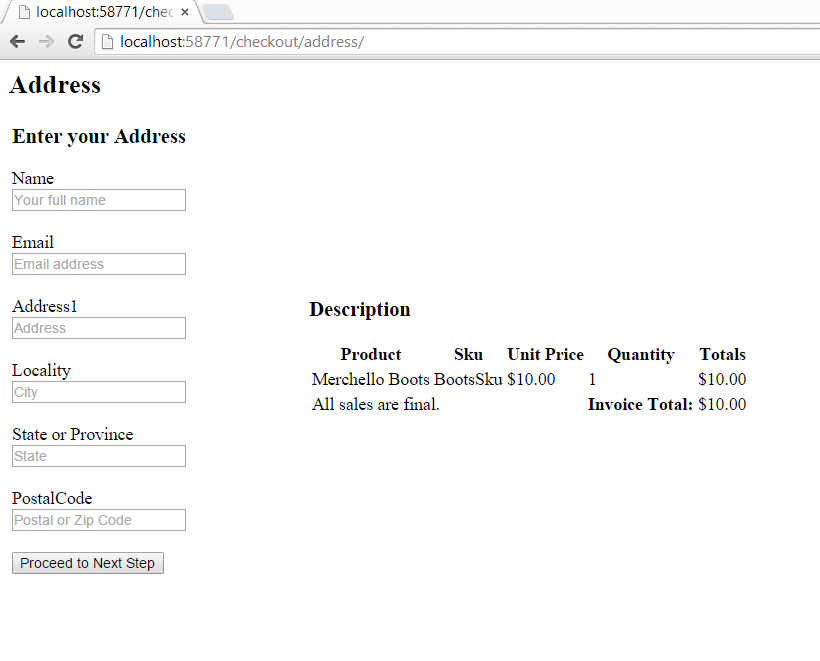 localhost:58771/chec
localhost:58771/checkout/address/
Address
Enter your Address
Name
Your full name
Email
Email address
Address1
Address
Locality
City
State or Province
State
PostalCode
Postal or Zip Code
Proceed to Next Step
Description
Product Sku Unit Price Quantity Totals
Merchello Boots BootsSku $10.00 1 $10.00
All sales are final. Invoice Total: $10.00